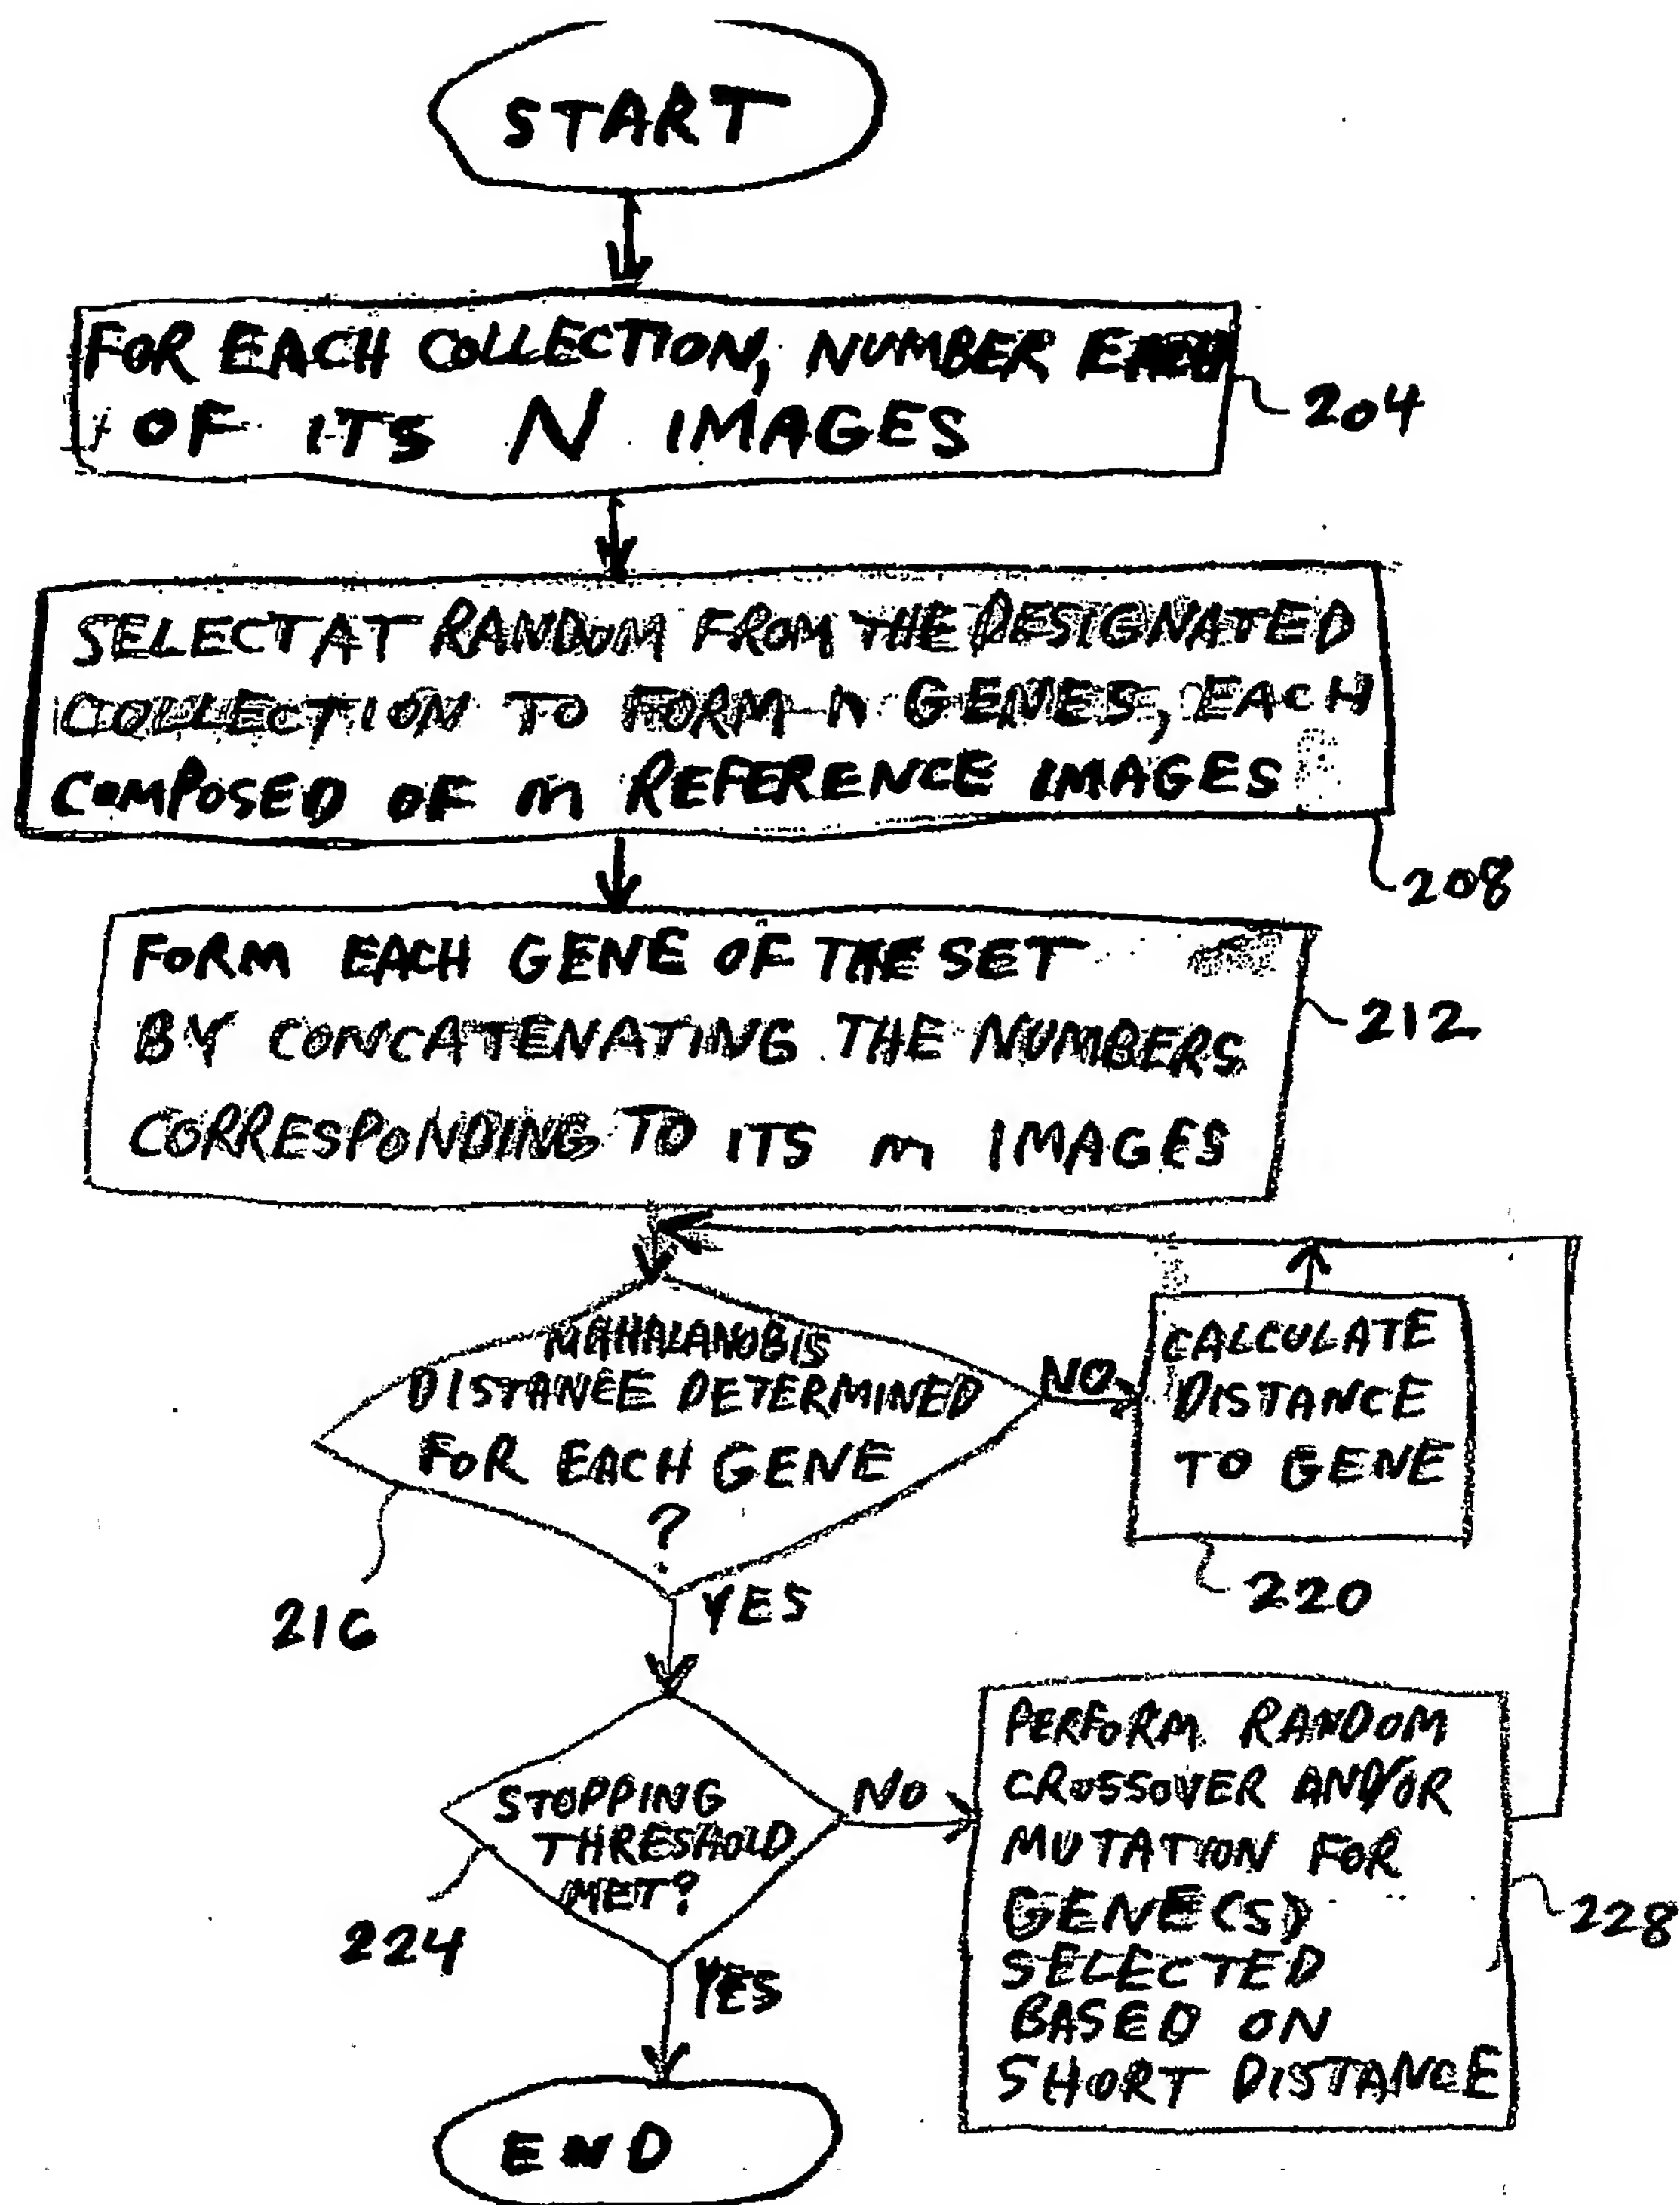 START
FOR EACH COLLECTION, NUMBER EACH
OF ITS N IMAGES
204
SELECT AT RANDOM FROM THE DESIGNATED
COLLECTION TO FORM n GENES, EACH
COMPOSED OF m REFERENCE IMAGES
208
FORM EACH GENE OF THE SET
BY CONCATENATING THE NUMBERS
CORRESPONDING TO ITS m IMAGES
212
MAHALANOBIS
DISTANCE DETERMINED
FOR EACH GENE
?
NO
CALCULATE
DISTANCE
TO GENE
216
YES
220
STOPPING
THRESHOLD
MET?
NO
PERFORM RANDOM
CROSSOVER AND/OR
MUTATION FOR
GENE(S)
SELECTED
BASED ON
SHORT DISTANCE
228
224
YES
END